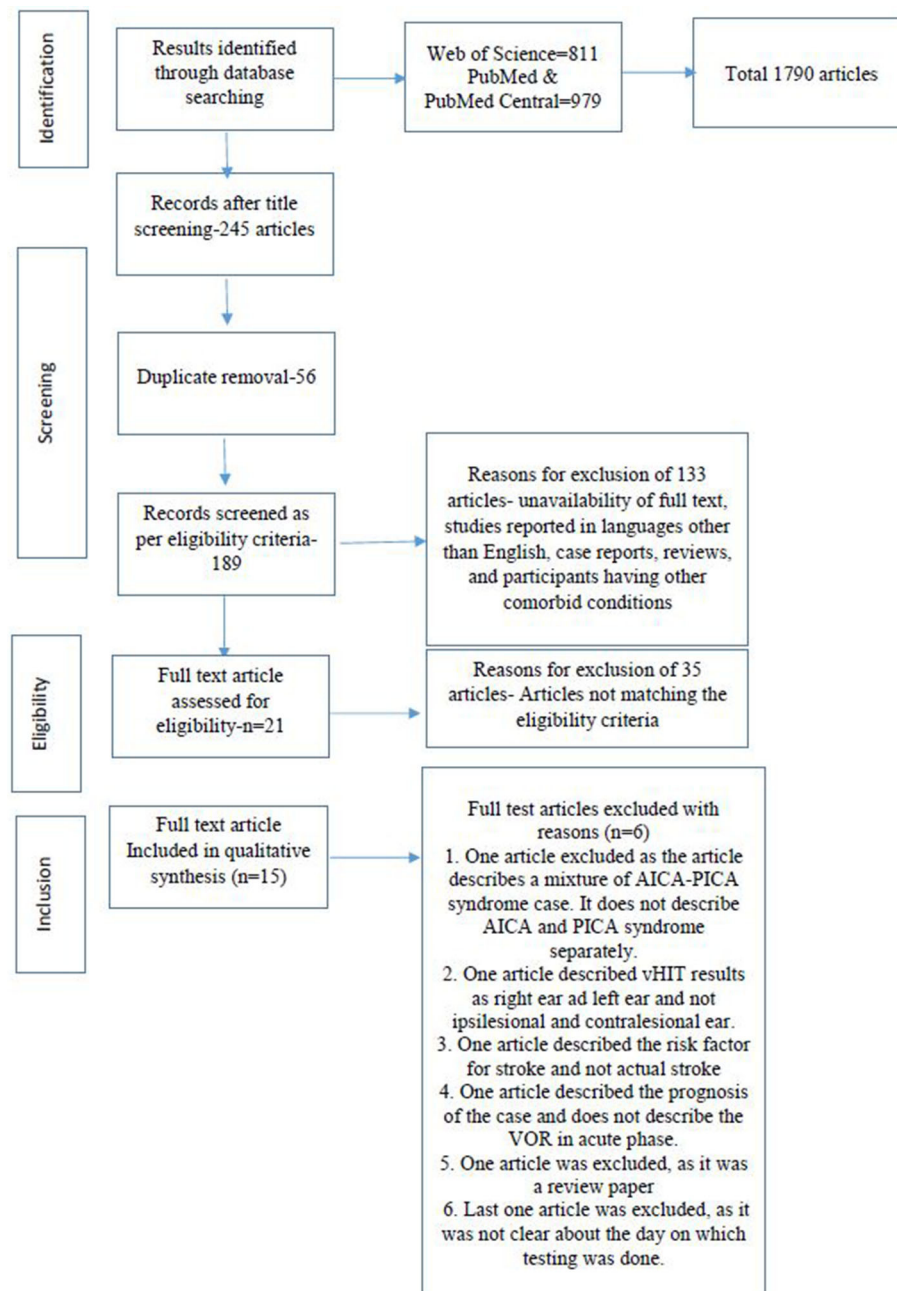 Identification
Results identified
through database
searching
Web of Science=811
PubMed &
PubMed Central=979
Total 1790 articles
Screening
Records after title
screening-245 articles
Duplicate removal-56
Records screened as
per eligibility criteria-
189
Reasons for exclusion of 133
articles- unavailability of full text,
studies reported in languages other
than English, case reports, reviews,
and participants having other
comorbid conditions
Eligibility
Full text article
assessed for
eligibility-n=21
Reasons for exclusion of 35
articles- Articles not matching the
eligibility criteria
Inclusion
Full text article
Included in qualitative
synthesis (n=15)
Full test articles excluded with
reasons (n=6)
1. One article excluded as the article
describes a mixture of AICA-PICA
syndrome case. It does not describe
AICA and PICA syndrome
separately.
2. One article described vHIT results
as right ear ad left ear and not
ipsilesional and contralesional ear.
3. One article described the risk factor
for stroke and not actual stroke
4. One article described the prognosis
of the case and does not describe the
VOR in acute phase.
5. One article was excluded, as it was
a review paper
6. Last one article was excluded, as it
was not clear about the day on which
testing was done.